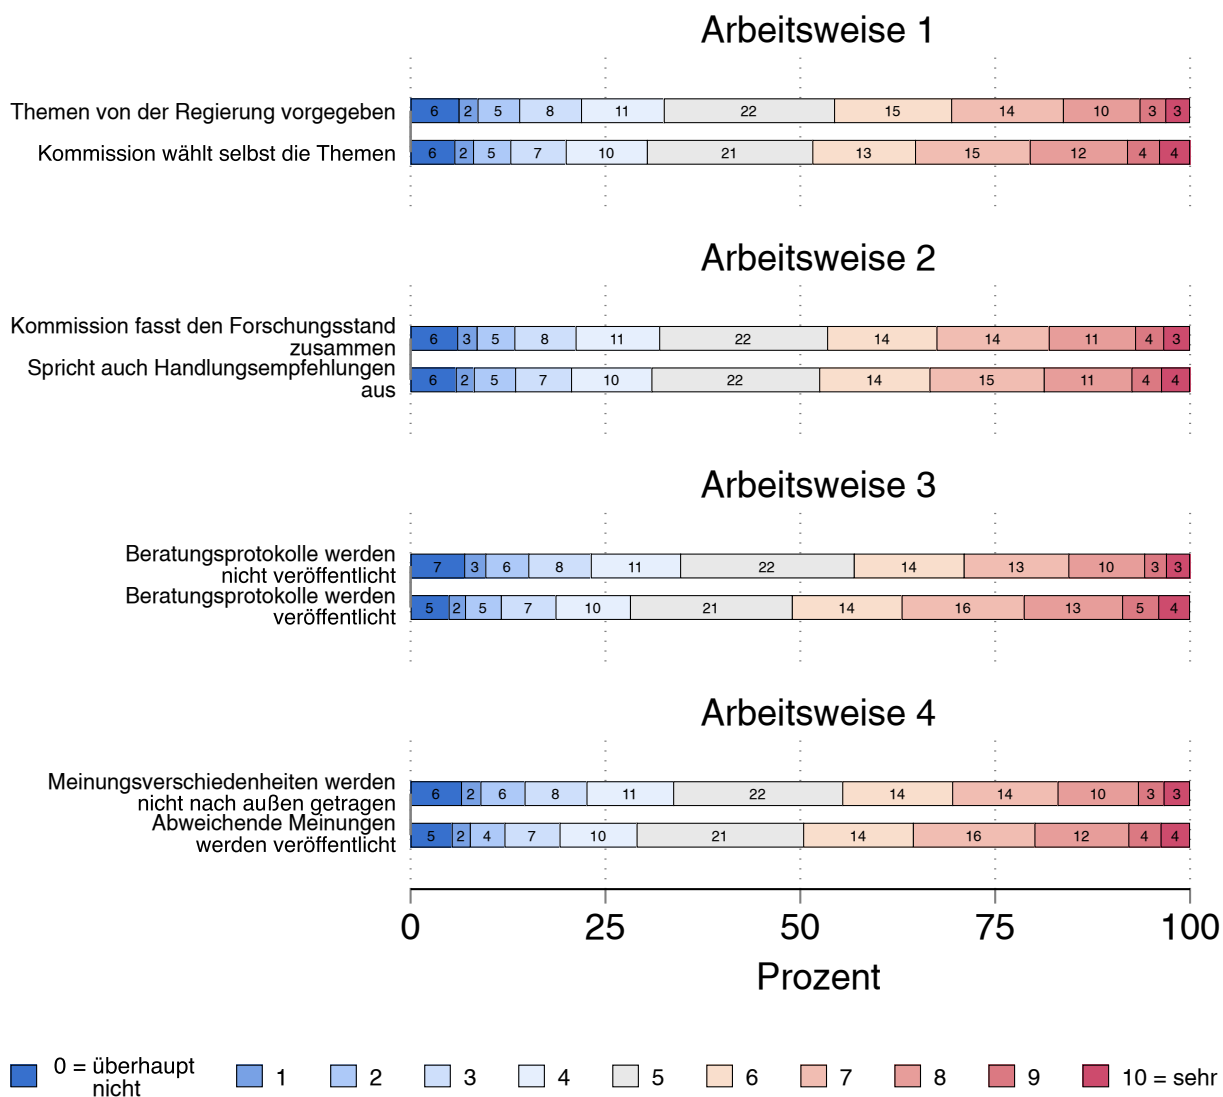 Arbeitsweise 1
Themen von der Regierung vorgegeben
6 2 5 8 11 22 15 14 10 3 3
Kommission wählt selbst die Themen
6 2 5 7 10 21 13 15 12 4 4
Arbeitsweise 2
Kommission fasst den Forschungsstand
zusammen
6 3 5 8 11 22 14 14 11 4 3
Spricht auch Handlungsempfehlungen
aus
6 2 5 7 10 22 14 15 11 4 4
Arbeitsweise 3
Beratungsprotokolle werden
nicht veröffentlicht
7 3 6 8 11 22 14 13 10 3 3
Beratungsprotokolle werden
veröffentlicht
5 2 5 7 10 21 14 16 13 5 4
Arbeitsweise 4
Meinungsverschiedenheiten werden
nicht nach außen getragen
6 2 6 8 11 22 14 14 10 3 3
Abweichende Meinungen
werden veröffentlicht
5 2 4 7 10 21 14 16 12 4 4
0 25 50 75 100
Prozent
0 = überhaupt
nicht
1 2 3 4 5 6 7 8 9 10 = sehr